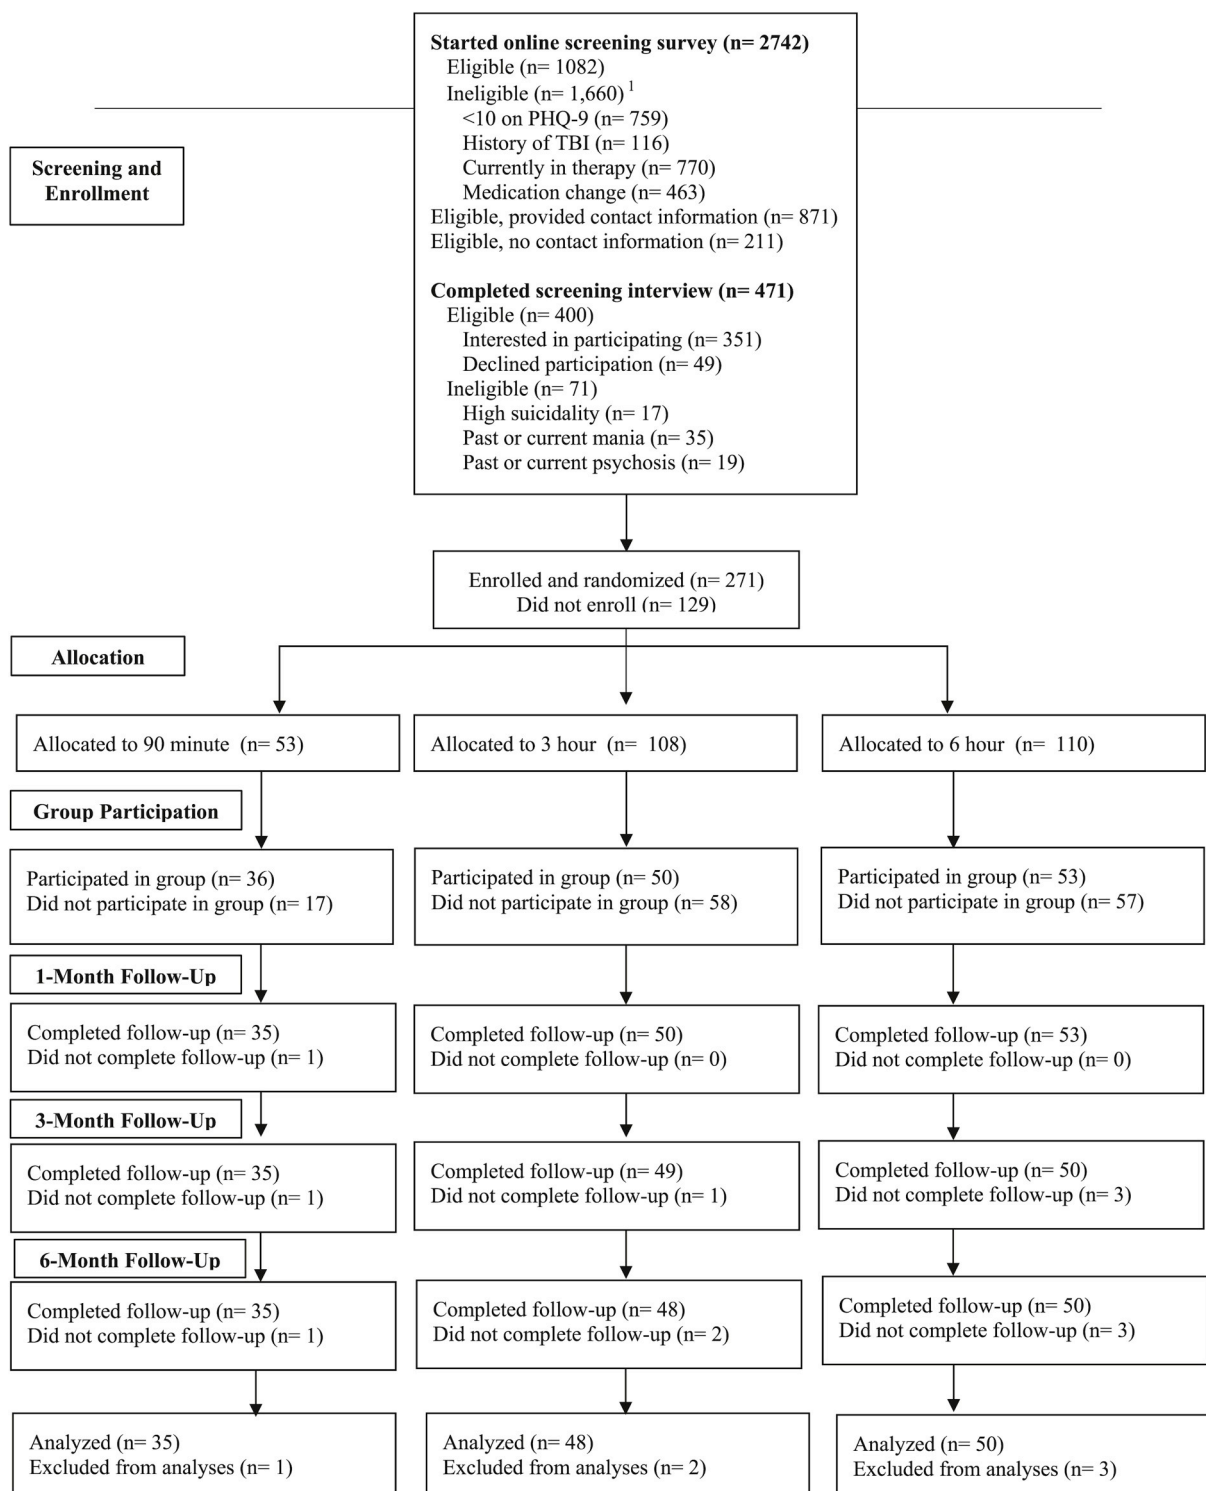 Started online screening survey (n= 2742)
Eligible (n= 1082)
Ineligible (n= 1,660) 1
<10 on PHQ-9 (n= 759)
History of TBI (n= 116)
Currently in therapy (n= 770)
Medication change (n= 463)
Eligible, provided contact information (n= 871)
Eligible, no contact information (n= 211)
Screening and
Enrollment
Completed screening interview (n= 471)
Eligible (n= 400)
Interested in participating (n= 351)
Declined participation (n= 49)
Ineligible (n= 71)
High suicidality (n= 17)
Past or current mania (n= 35)
Past or current psychosis (n= 19)
Enrolled and randomized (n= 271)
Did not enroll (n= 129)
Allocation
Allocated to 90 minute (n= 53)
Allocated to 3 hour (n= 108)
Allocated to 6 hour (n= 110)
Group Participation
Participated in group (n= 36)
Did not participate in group (n= 17)
Participated in group (n= 50)
Did not participate in group (n= 58)
Participated in group (n= 53)
Did not participate in group (n= 57)
1-Month Follow-Up
Completed follow-up (n= 35)
Did not complete follow-up (n= 1)
Completed follow-up (n= 50)
Did not complete follow-up (n= 0)
Completed follow-up (n= 53)
Did not complete follow-up (n= 0)
3-Month Follow-Up
Completed follow-up (n= 35)
Did not complete follow-up (n= 1)
Completed follow-up (n= 49)
Did not complete follow-up (n= 1)
Completed follow-up (n= 50)
Did not complete follow-up (n= 3)
6-Month Follow-Up
Completed follow-up (n= 35)
Did not complete follow-up (n= 1)
Completed follow-up (n= 48)
Did not complete follow-up (n= 2)
Completed follow-up (n= 50)
Did not complete follow-up (n= 3)
Analyzed (n= 35)
Excluded from analyses (n= 1)
Analyzed (n= 48)
Excluded from analyses (n= 2)
Analyzed (n= 50)
Excluded from analyses (n= 3)